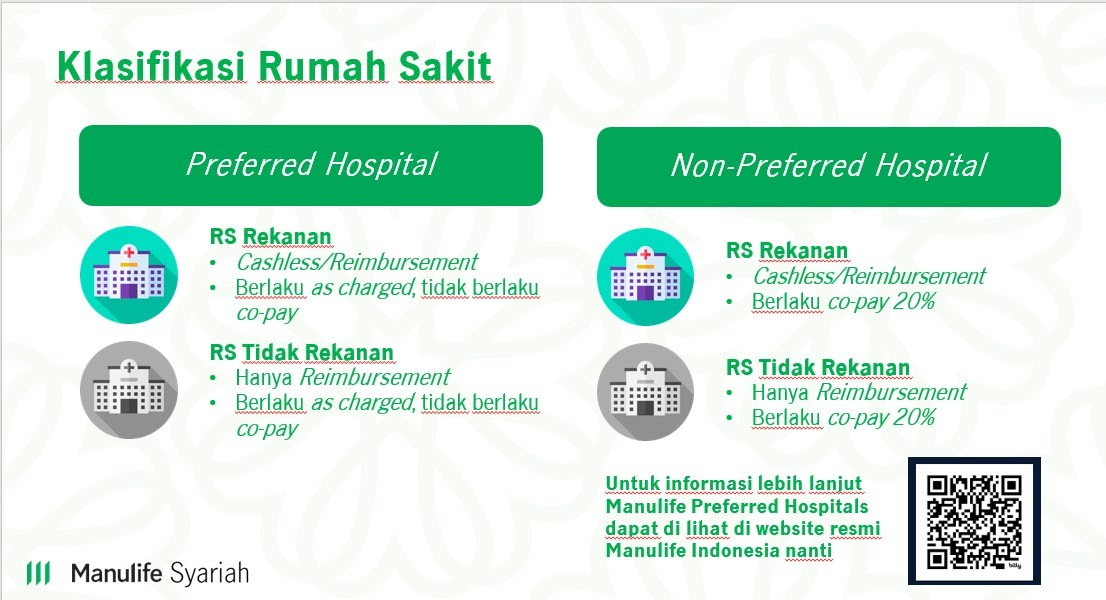 Klasifikasi Rumah Sakit
Preferred Hospital
RS Rekanan
• Cashless/Reimbursement
• Berlaku as charged, tidak berlaku
co-pay
RS Tidak Rekanan
• Hanya Reimbursement
• Berlaku as charged, tidak berlaku
co-pay
Non-Preferred Hospital
RS Rekanan
• Cashless/Reimbursement
• Berlaku co-pay 20%
RS Tidak Rekanan
• Hanya Reimbursement
• Berlaku co-pay 20%
Untuk informasi lebih lanjut
Manulife Preferred Hospitals
dapat di lihat di website resmi
Manulife Indonesia nanti
bitly
Manulife Syariah